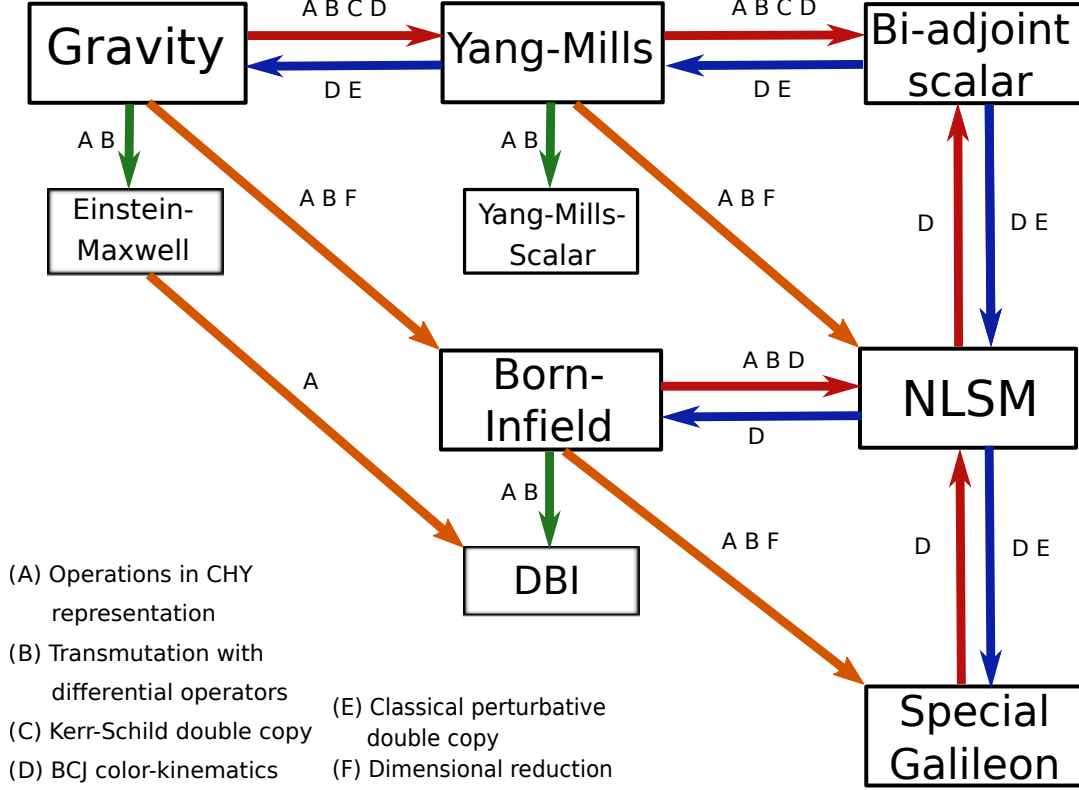 A B C D
A B C D
Gravity
Yang-Mills
Bi-adjoint
scalar
D E
D E
A B
A B
Einstein-
Maxwell
A B F
Yang-Mills-
Scalar
A B F
D
D E
A
Born-
Infield
A B D
D
NLSM
A B
A B F
D
D E
DBI
(A) Operations in CHY
representation
(B) Transmutation with
differential operators
(C) Kerr-Schild double copy
(D) BCJ color-kinematics
(E) Classical perturbative
double copy
(F) Dimensional reduction
Special
Galileon